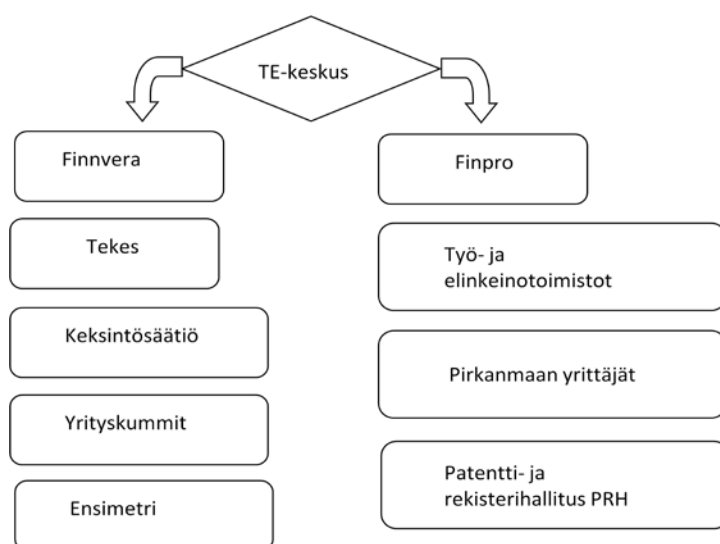 TE-keskus
Finnvera
Tekes
Keksintösäätiö
Yrityskummit
Ensimetri
Finpro
Työ- ja
elinkeinotoimistot
Pirkanmaan yrittäjät
Patentti- ja
rekisterihallitus PRH